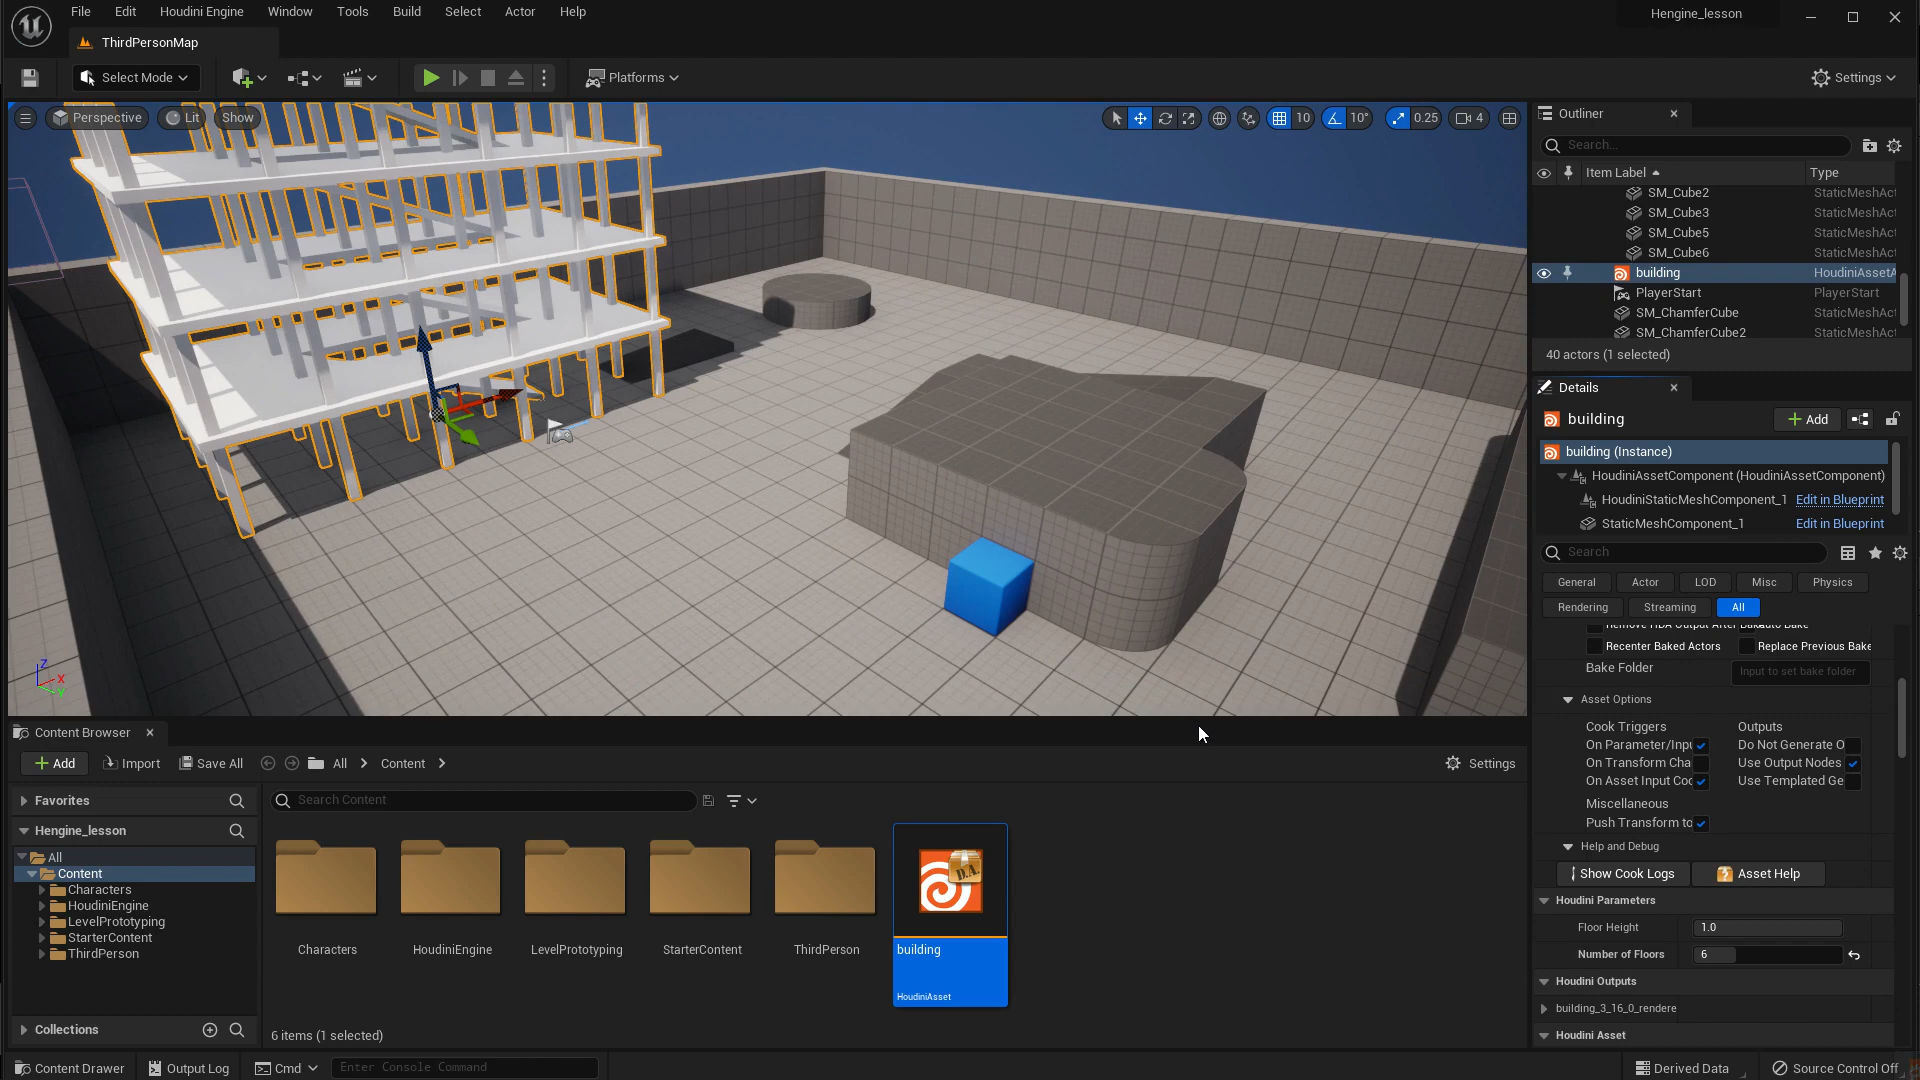 File Edit Houdini Engine Window Tools Build Select Actor Help
Hengine_lesson
ThirdPersonMap
Select Mode
Platforms
Settings
Perspective Lit Show
10 10° 0.25 4
Outliner
Search...
Item Label Type
SM_Cube2 StaticMeshAct
SM_Cube3 StaticMeshAct
SM_Cube5 StaticMeshAct
SM_Cube6 StaticMeshAct
building HoudiniAssetA
PlayerStart PlayerStart
SM_ChamferCube StaticMeshAct
SM_ChamferCube2 StaticMeshAct
40 actors (1 selected)
Details
building
Add
building (Instance)
HoudiniAssetComponent (HoudiniAssetComponent)
HoudiniStaticMeshComponent_1 Edit in Blueprint
StaticMeshComponent_1 Edit in Blueprint
Search
General Actor LOD Misc Physics
Rendering Streaming All
Remove HDA Output After Bake
Recenter Baked Actors Replace Previous Bake
Bake Folder Input to set bake folder
Asset Options
Cook Triggers Outputs
On Parameter/Inpu Do Not Generate O
On Transform Cha Use Output Nodes
On Asset Input Coo Use Templated Ge
Miscellaneous
Push Transform to
Help and Debug
Show Cook Logs Asset Help
Houdini Parameters
Floor Height 1.0
Number of Floors 6
Houdini Outputs
building_3_16_0_rendere
Houdini Asset
Z
X
Y
Content Browser
Add Import Save All All Content Settings
Favorites
Search Content
Hengine_lesson
All
Content
Characters
HoudiniEngine
LevelPrototyping
StarterContent
ThirdPerson
Collections
D.A.
Characters HoudiniEngine LevelPrototyping StarterContent ThirdPerson building
HoudiniAsset
6 items (1 selected)
Content Drawer Output Log Cmd Enter Console Command Derived Data Source Control Off